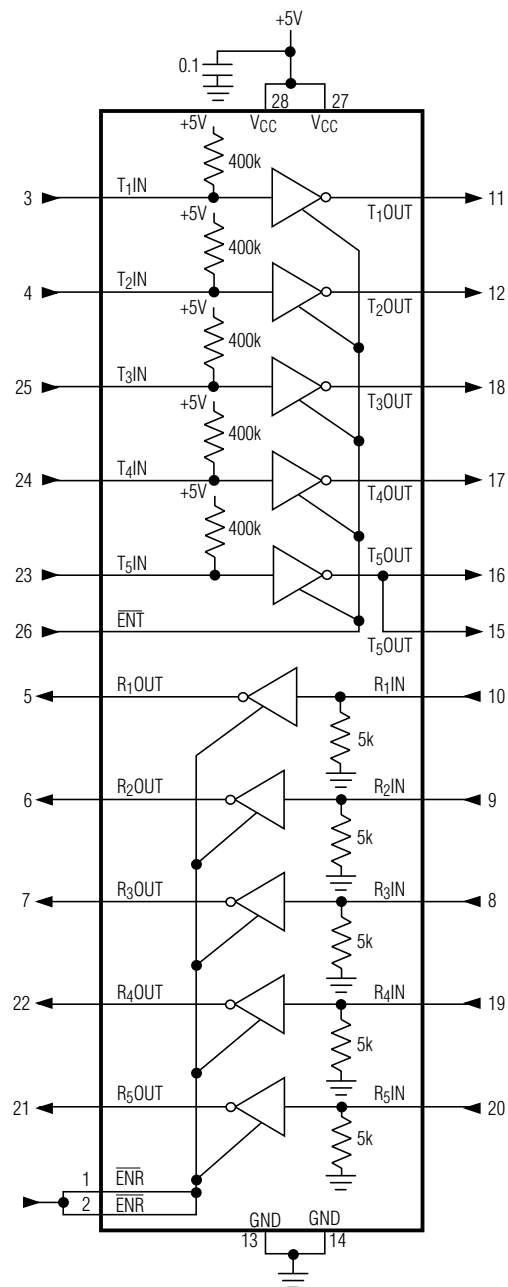 +5V
0.1
28 27
VCC VCC
+5V
400k
3 T1IN T1OUT 11
+5V
400k
4 T2IN T2OUT 12
+5V
400k
25 T3IN T3OUT 18
+5V
400k
24 T4IN T4OUT 17
+5V
400k
23 T5IN T5OUT 16
26 ENT T5OUT 15
5 R1OUT R1IN 10
5k
6 R2OUT R2IN 9
5k
7 R3OUT R3IN 8
5k
22 R4OUT R4IN 19
5k
21 R5OUT R5IN 20
5k
1 ENR
2 ENR
GND GND
13 14